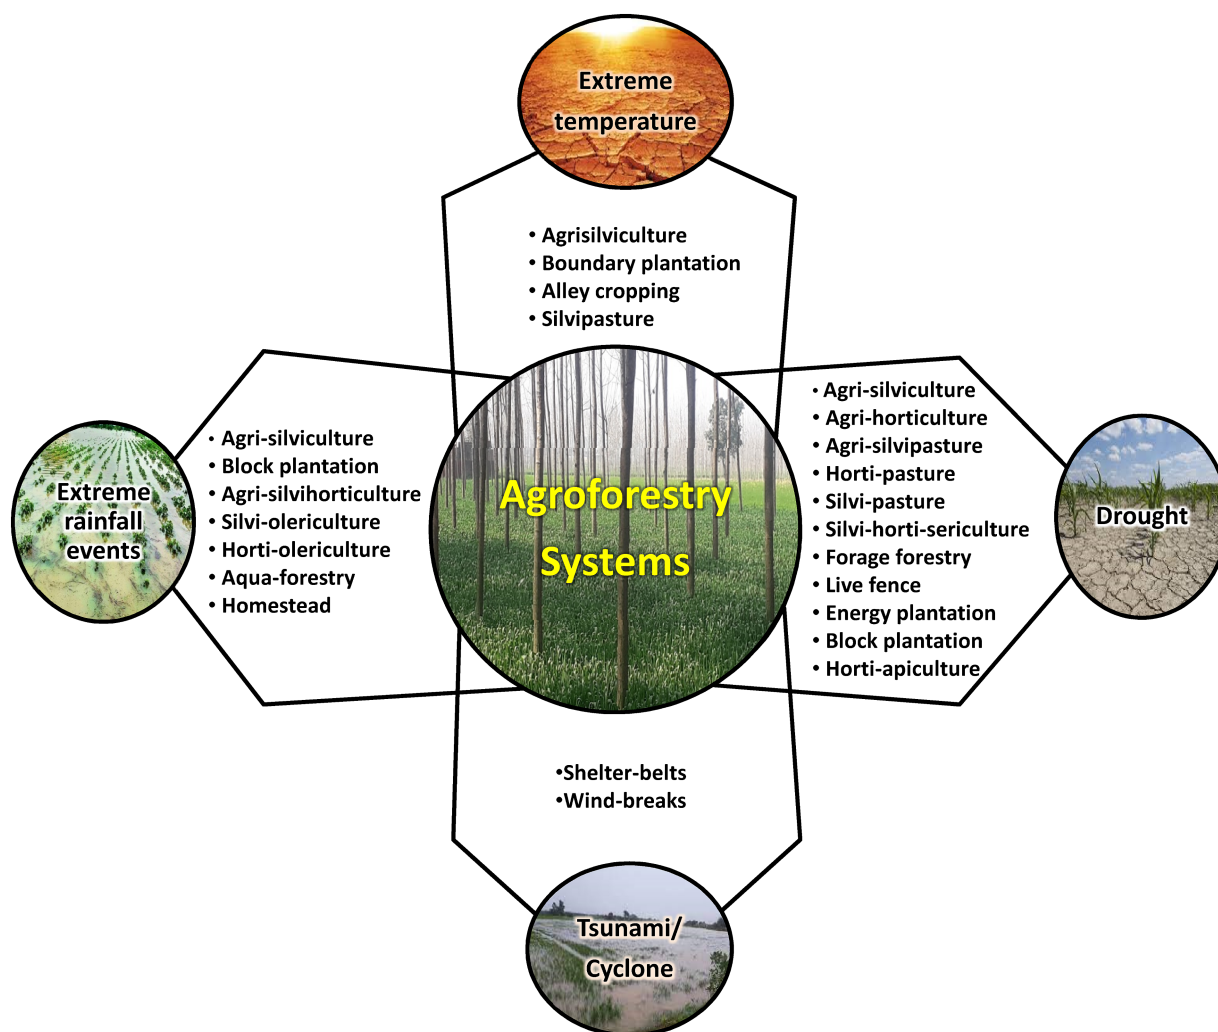 Extreme
temperature
• Agrisilviculture
• Boundary plantation
• Alley cropping
• Silvipasture
Extreme
rainfall
events
• Agri-silviculture
• Block plantation
• Agri-silvihorticulture
• Silvi-olericulture
• Horti-olericulture
• Aqua-forestry
• Homestead
Agroforestry
Systems
• Agri-silviculture
• Agri-horticulture
• Agri-silvipasture
• Horti-pasture
• Silvi-pasture
• Silvi-horti-sericulture
• Forage forestry
• Live fence
• Energy plantation
• Block plantation
• Horti-apiculture
Drought
•Shelter-belts
•Wind-breaks
Tsunami/
Cyclone